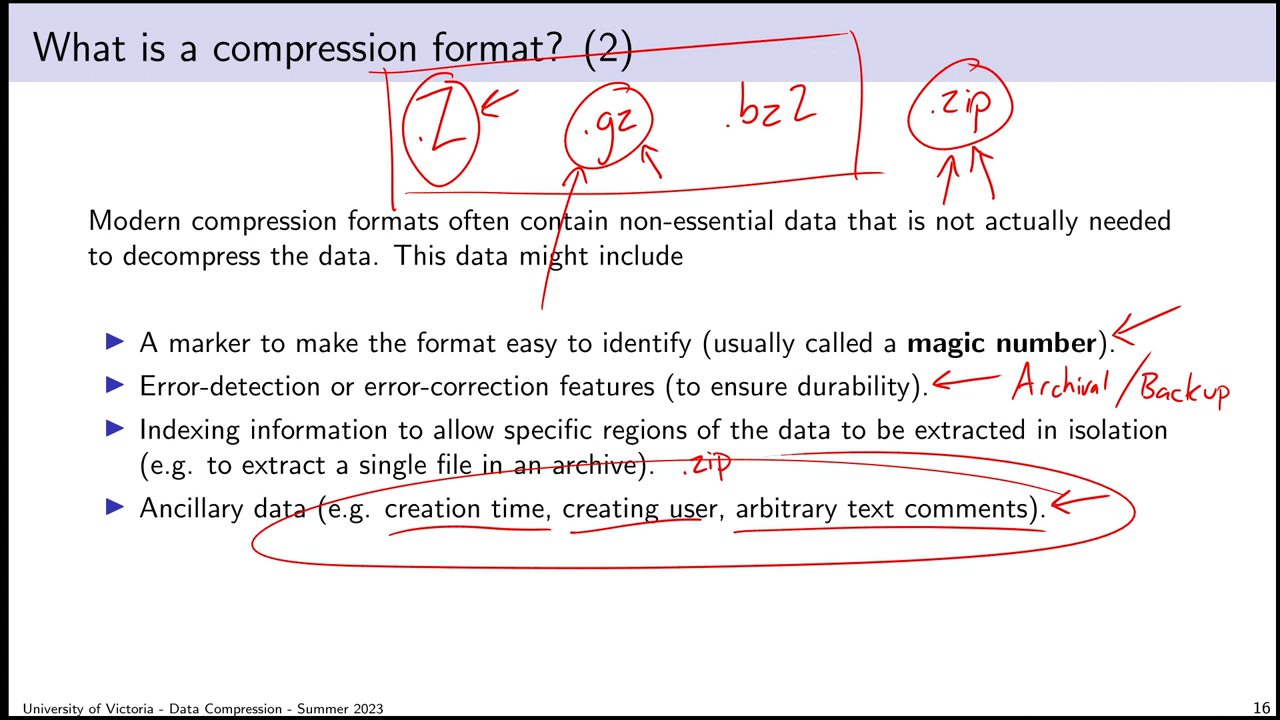 What is a compression format? (2)
.Z .gz .bz2 .zip
Modern compression formats often contain non-essential data that is not actually needed
to decompress the data. This data might include
A marker to make the format easy to identify (usually called a magic number).
Error-detection or error-correction features (to ensure durability). Archival/Backup
Indexing information to allow specific regions of the data to be extracted in isolation
(e.g. to extract a single file in an archive). .zip
Ancillary data (e.g. creation time, creating user, arbitrary text comments).
University of Victoria - Data Compression - Summer 2023 16